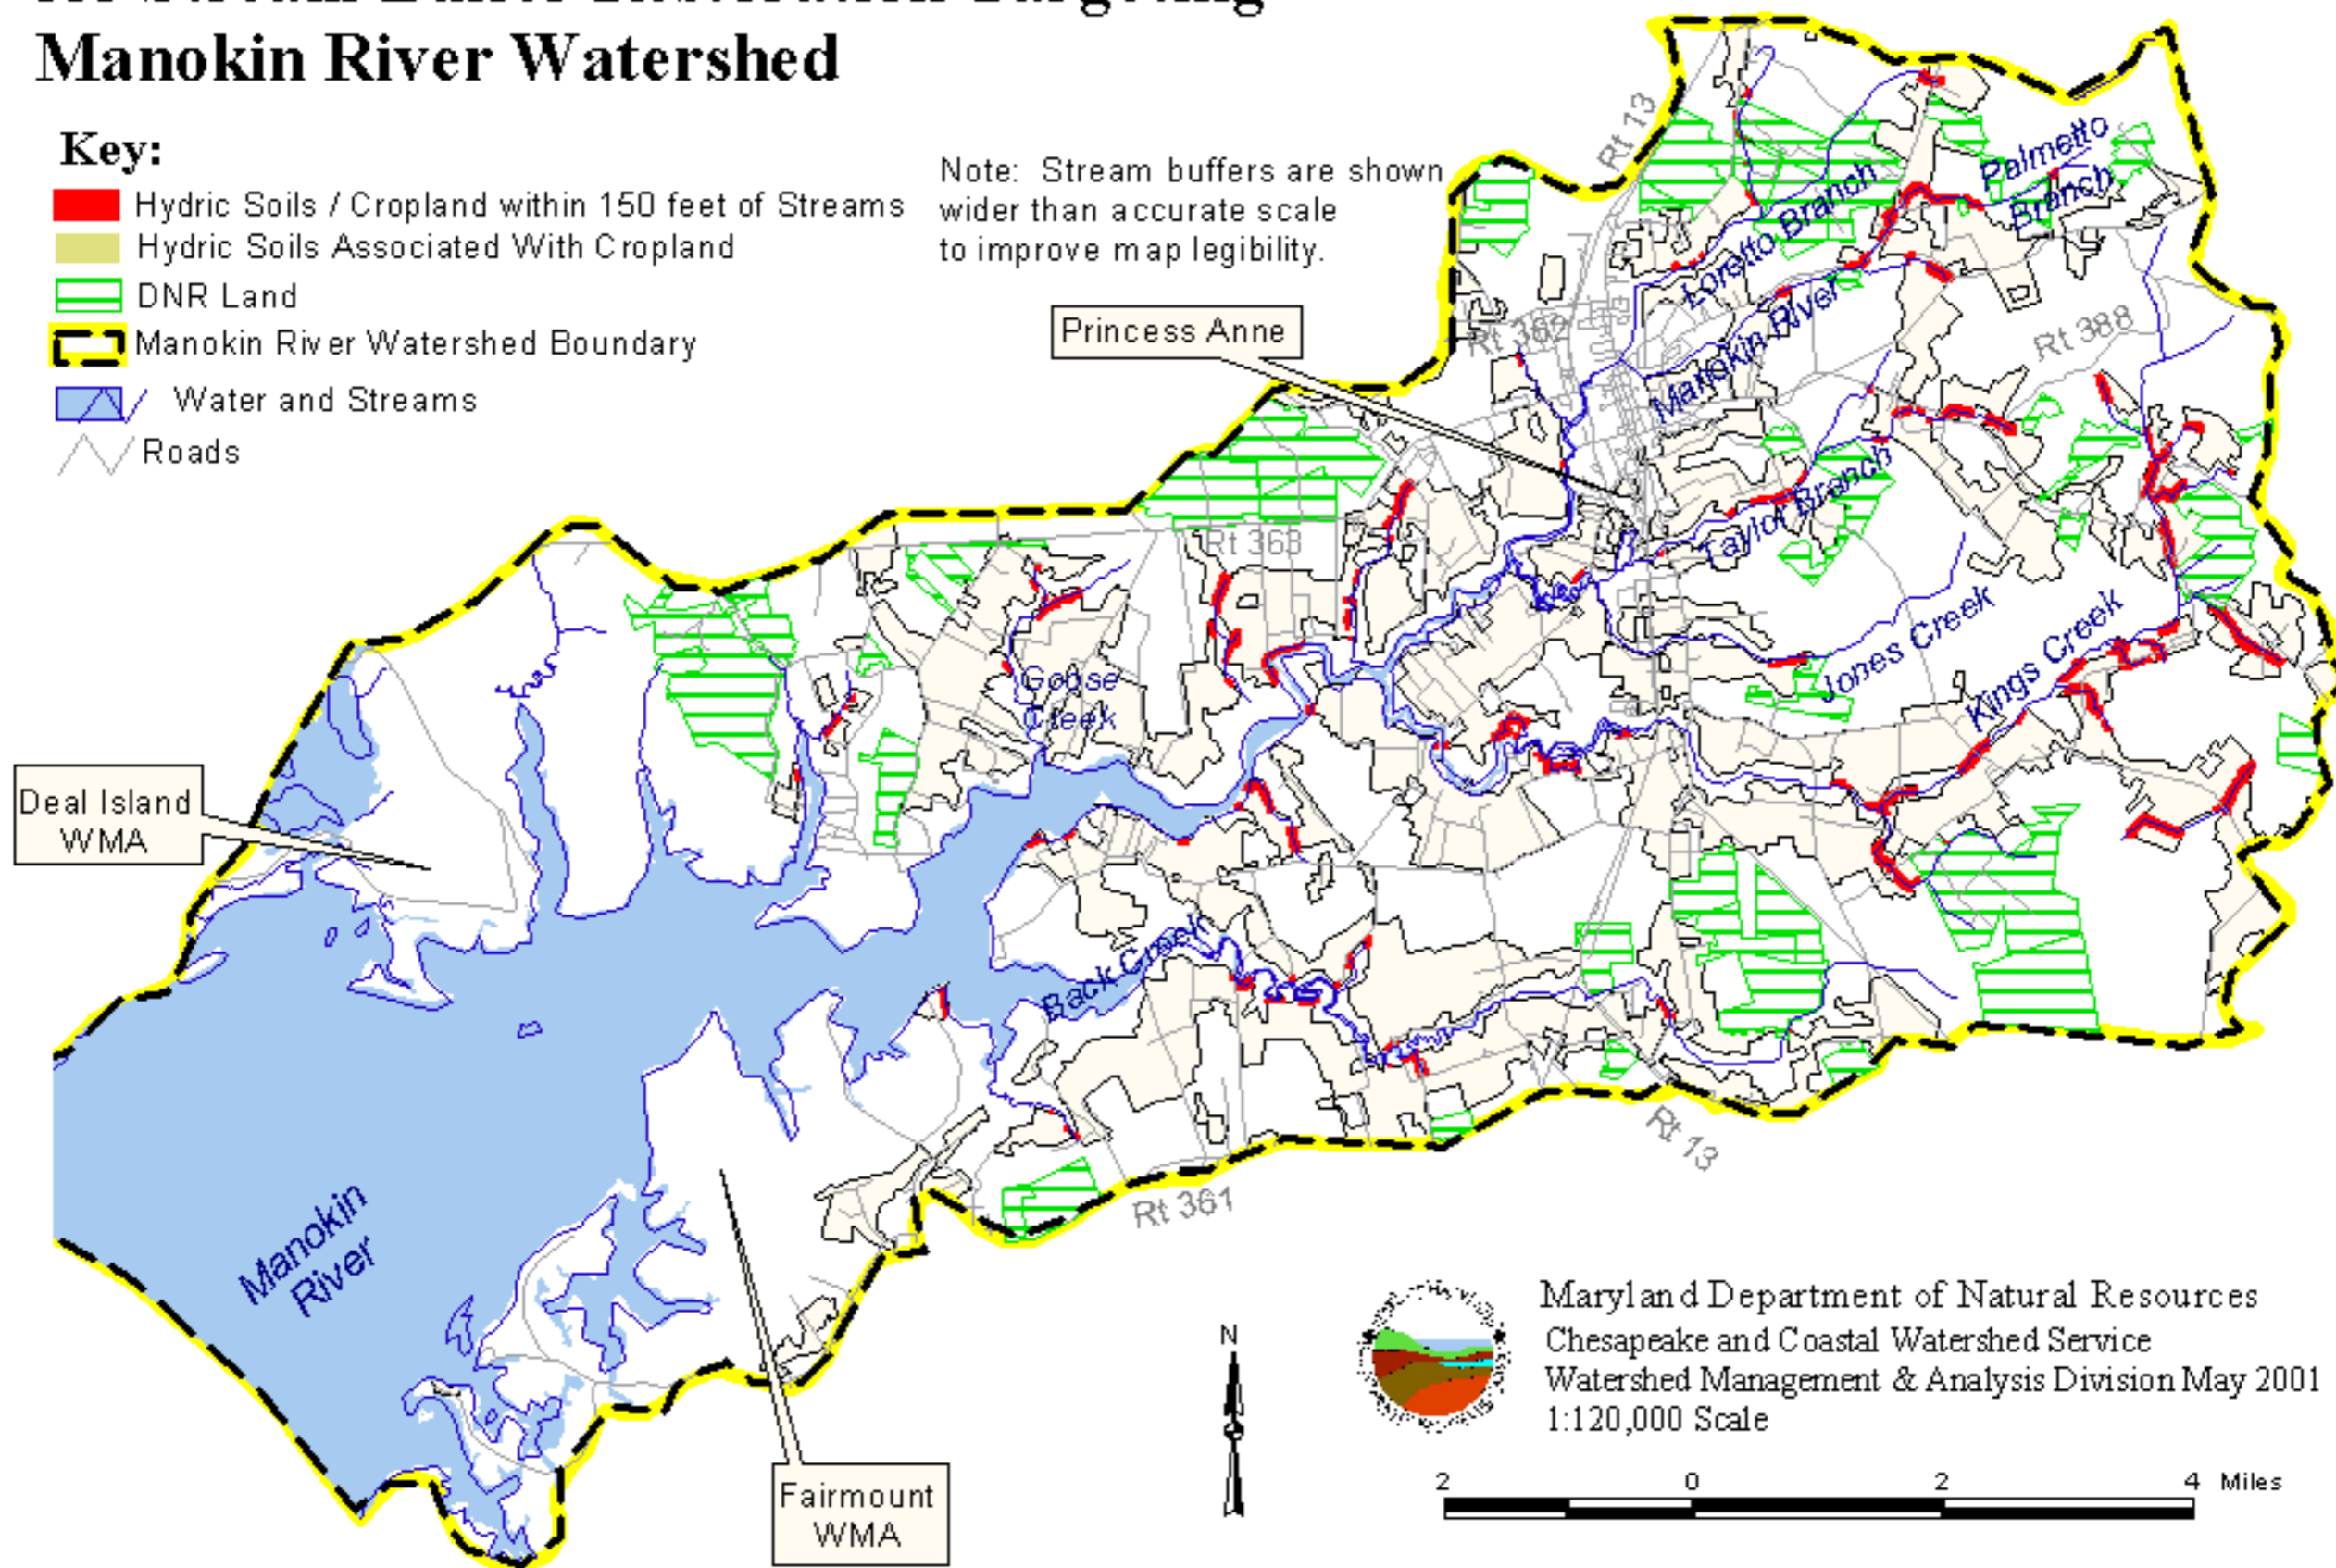 Manokin River Watershed
Key:
Hydric Soils / Cropland within 150 feet of Streams
Hydric Soils Associated With Cropland
DNR Land
Manokin River Watershed Boundary
Water and Streams
Roads
Note: Stream buffers are shown
wider than accurate scale
to improve map legibility.
Rt 13
Palmetto
Branch
Loretto Branch
Manokin River
Rt 362
Rt 388
Princess Anne
Taylor Branch
Rt 363
Jones Creek
Kings Creek
Goose
Creek
Deal Island
WMA
Back Creek
Rt 13
Rt 361
Manokin
River
Fairmount
WMA
N
Maryland Department of Natural Resources
Chesapeake and Coastal Watershed Service
Watershed Management & Analysis Division May 2001
1:120,000 Scale
2 0 2 4 Miles